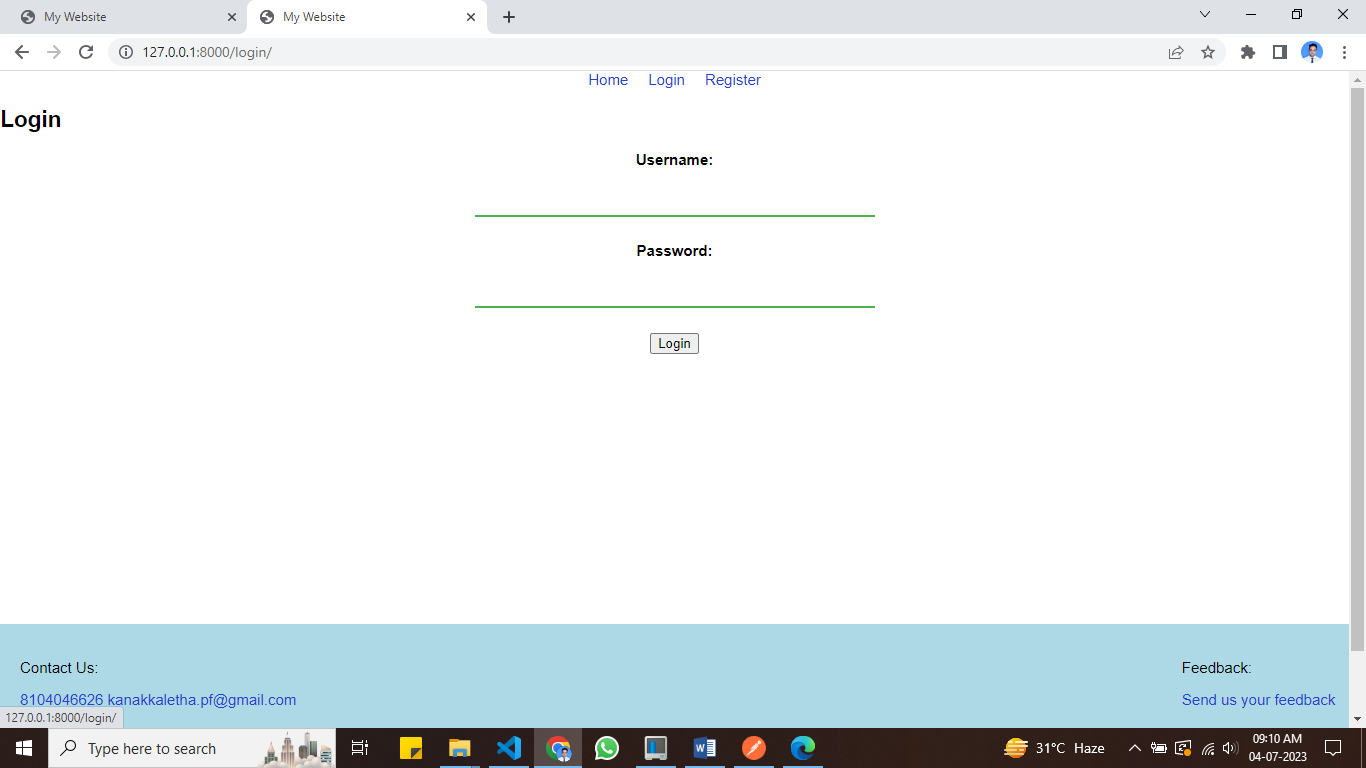 My Website
My Website
127.0.0.1:8000/login/
Home Login Register
Login
Username:
Password:
Login
Contact Us:
Feedback:
8104046626 kanakkaletha.pf@gmail.com
Send us your feedback
127.0.0.1:8000/login/
Type here to search
31°C Haze
09:10 AM
04-07-2023